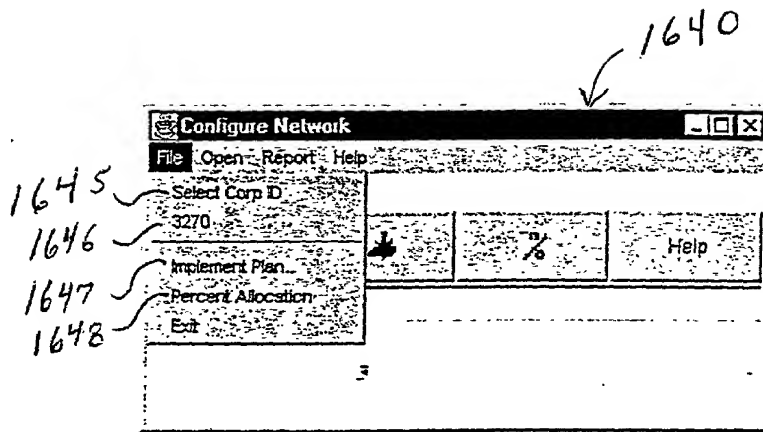 1640
Configure Network
File Open Report Help
1645 Select Corp ID
1646 3270
1647 Implement Plan...
1648 Percent Allocation
Exit
% Help